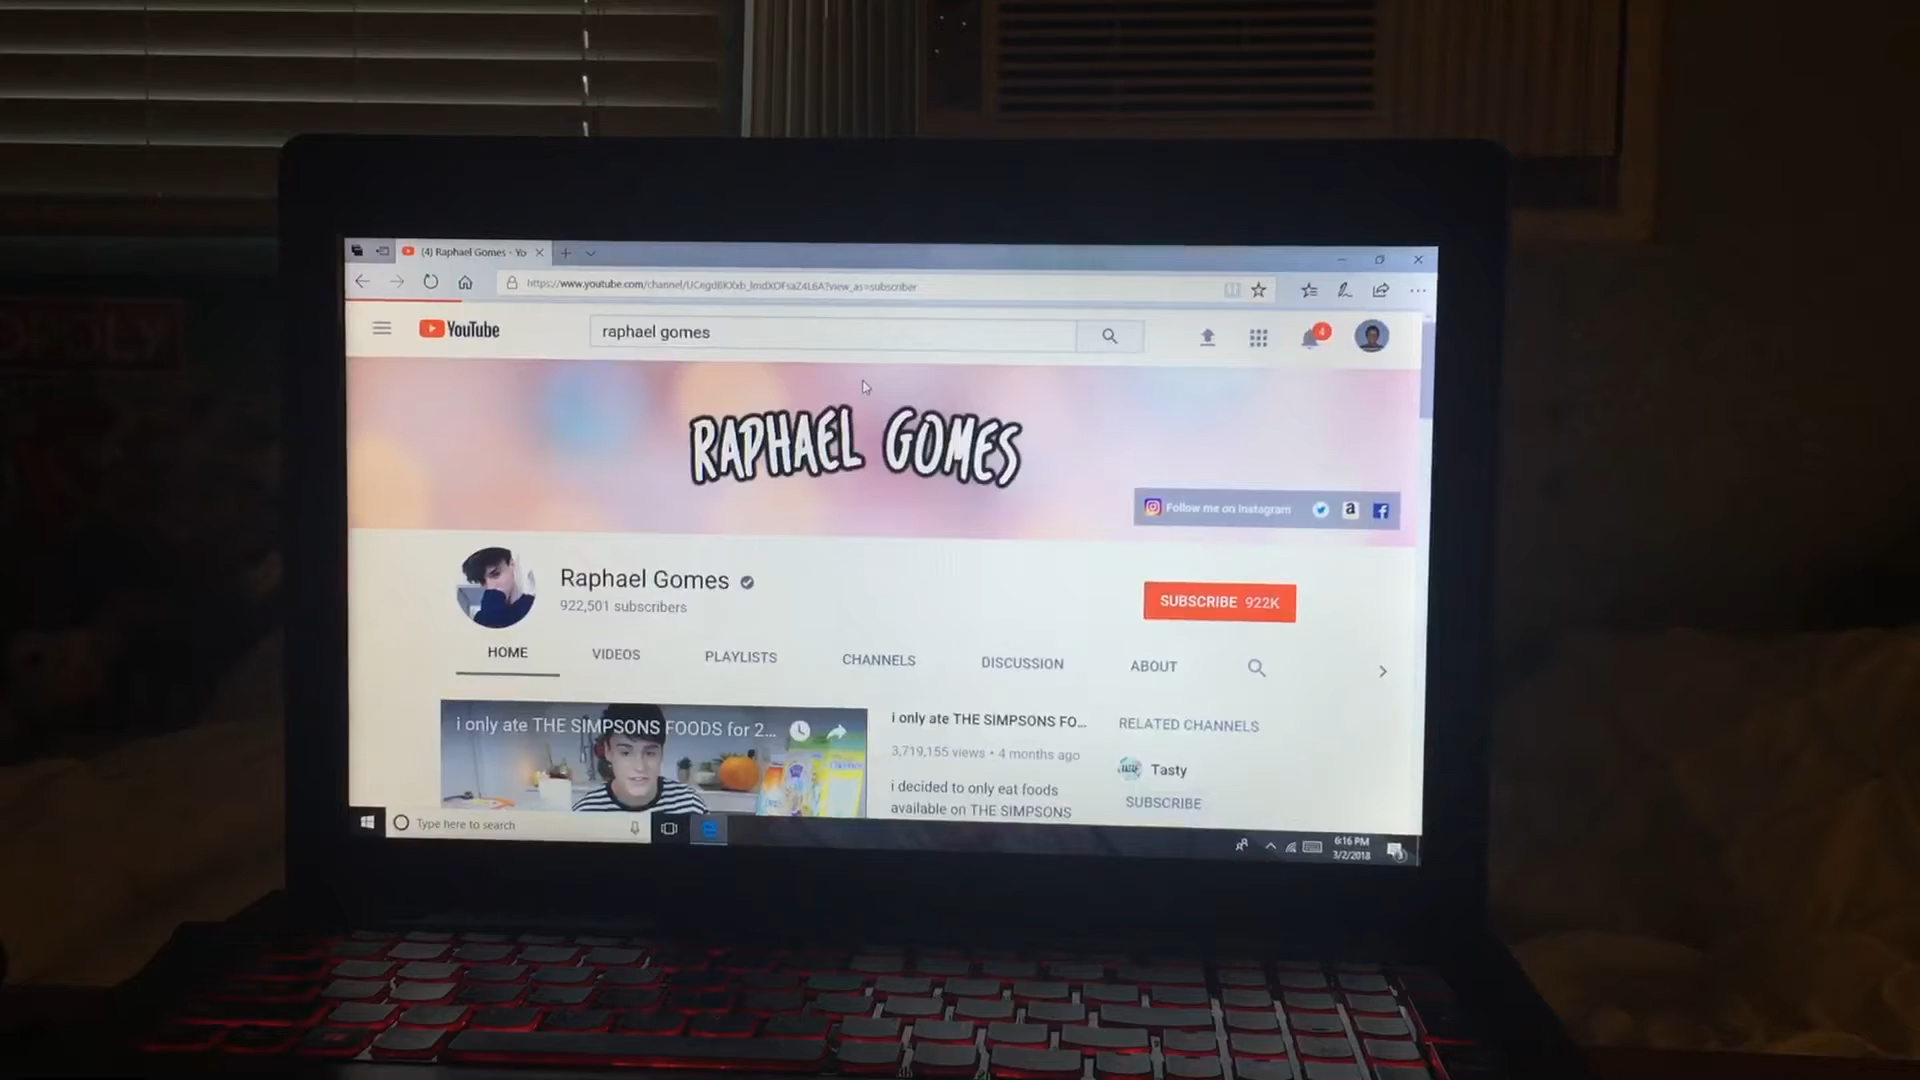 (4) Raphael Gomes - Yo
YouTube
raphael gomes
4
RAPHAEL GOMES
Follow me on Instagram
Raphael Gomes
922,501 subscribers
SUBSCRIBE 922K
HOME VIDEOS PLAYLISTS CHANNELS DISCUSSION ABOUT
i only ate THE SIMPSONS FOODS for 2...
i only ate THE SIMPSONS FO...
3,719,155 views • 4 months ago
i decided to only eat foods
available on THE SIMPSONS
RELATED CHANNELS
Tasty
SUBSCRIBE
Type here to search
6:16 PM
3/2/2018